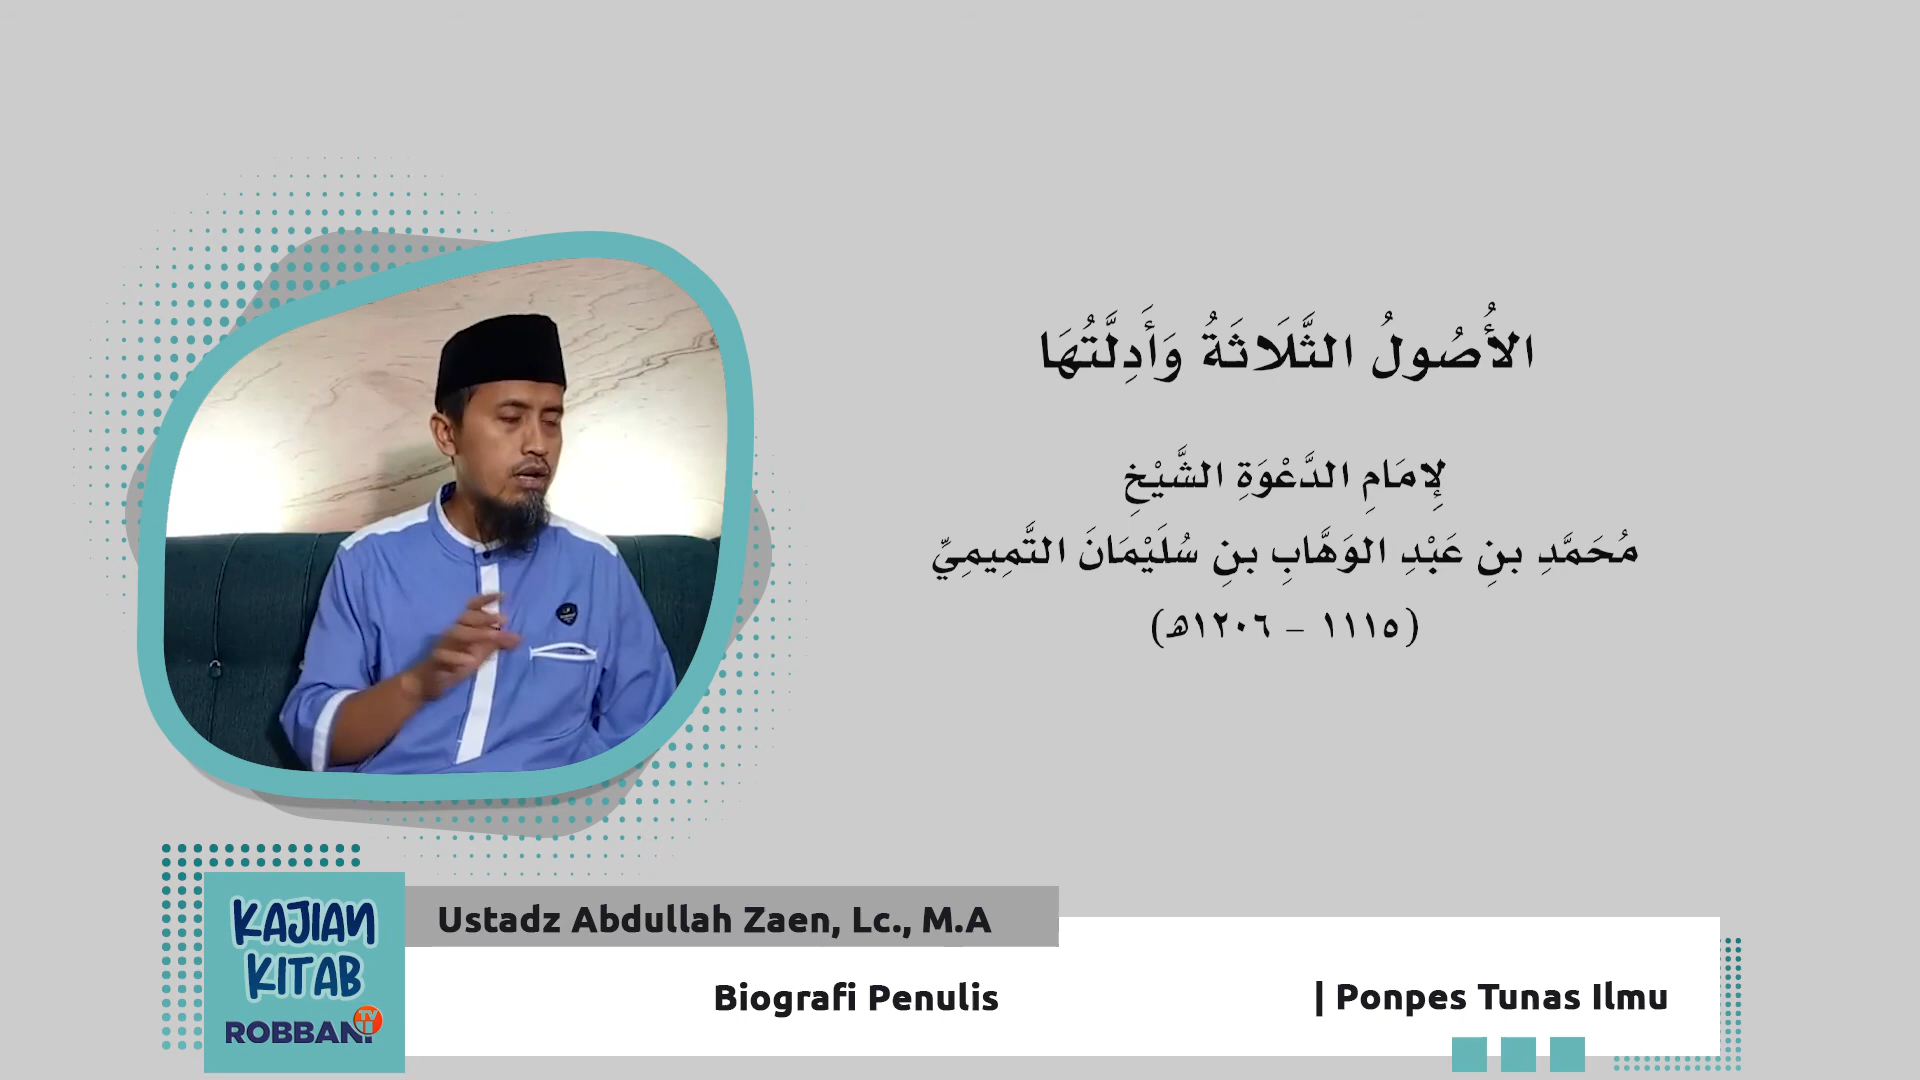 الأُصُولُ الثَّلَاثَةُ وَأَدِلَّتُهَا
لِإِمَامِ الدَّعْوَةِ الشَّيْخِ
مُحَمَّدِ بنِ عَبْدِ الوَهَّابِ بنِ سُلَيْمَانَ التَّمِيمِيِّ
(١١١٥ – ١٢٠٦هـ)
Ustadz Abdullah Zaen, Lc., M.A
KAJIAN
KITAB
ROBBANI TV
Biografi Penulis
| Ponpes Tunas Ilmu